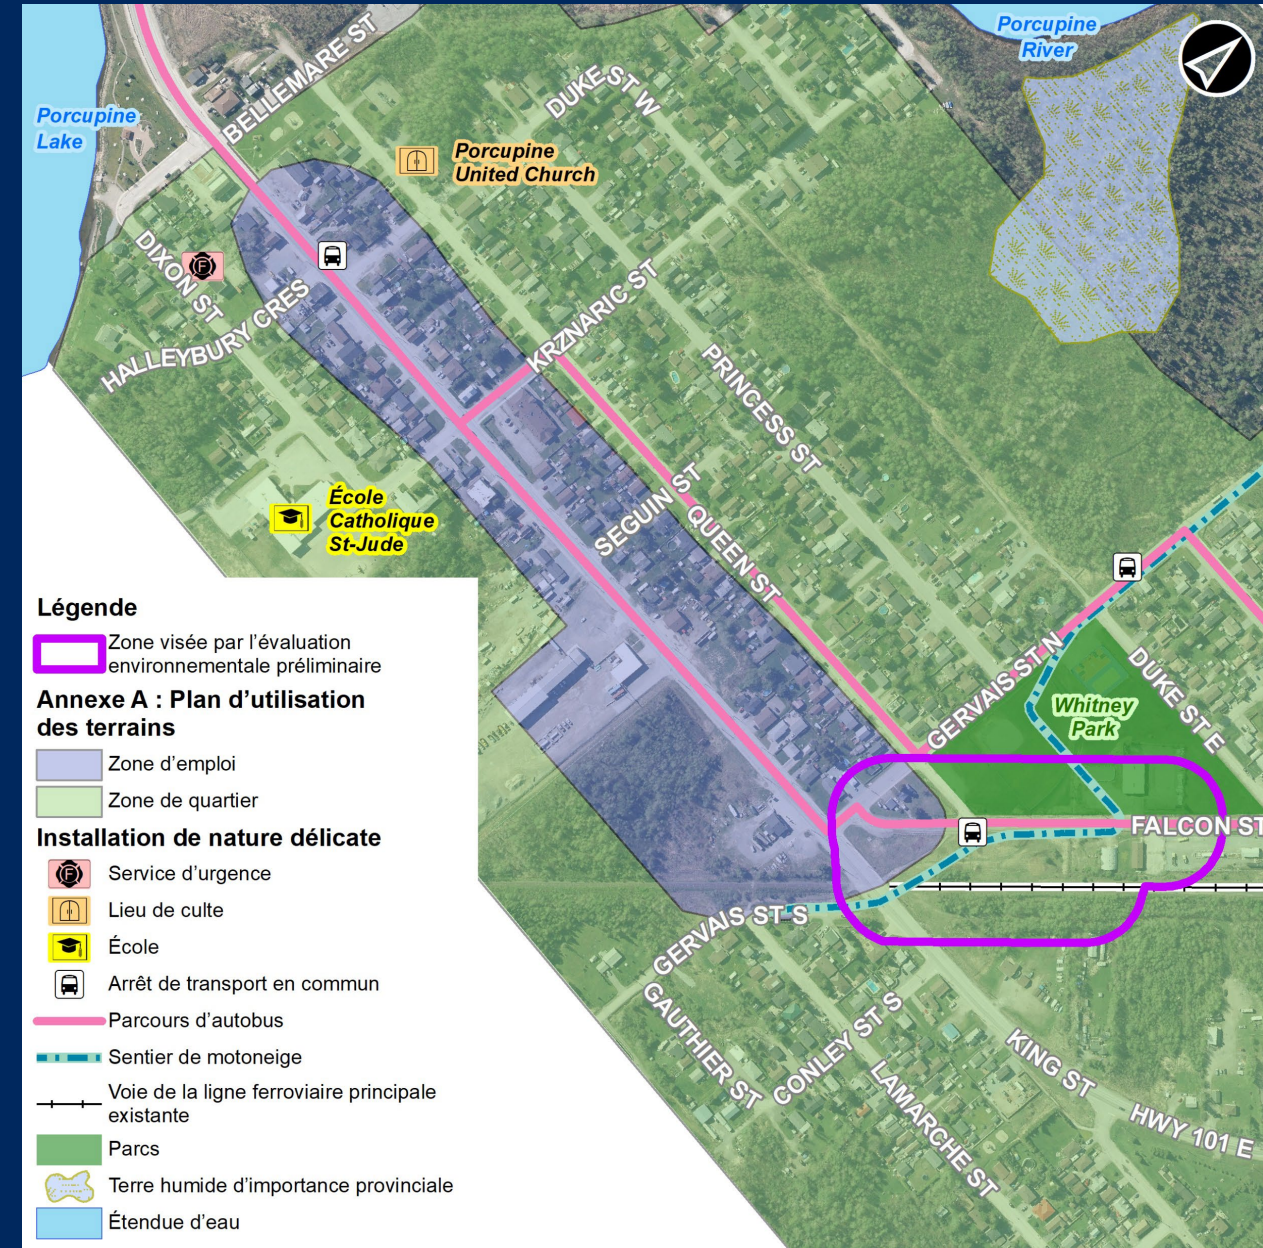 Porcupine
River
BELLEMARE ST
DUKE ST W
Porcupine
Lake
Porcupine
United Church
DIXON ST
F
HALLEYBURY CRES
KRZNARIC ST
PRINCESS ST
École
Catholique
St-Jude
SEGUIN ST
QUEEN ST
GERVAIS ST N
DUKE ST E
Whitney
Park
FALCON ST
GERVAIS ST S
GAUTHIER ST
CONLEY ST S
LAMARCHE ST
KING ST
HWY 101 E
Légende
Zone visée par l’évaluation
environnementale préliminaire
Annexe A : Plan d’utilisation
des terrains
Zone d’emploi
Zone de quartier
Installation de nature délicate
F
Service d’urgence
Lieu de culte
École
Arrêt de transport en commun
Parcours d’autobus
Sentier de motoneige
Voie de la ligne ferroviaire principale
existante
Parcs
Terre humide d’importance provinciale
Étendue d’eau